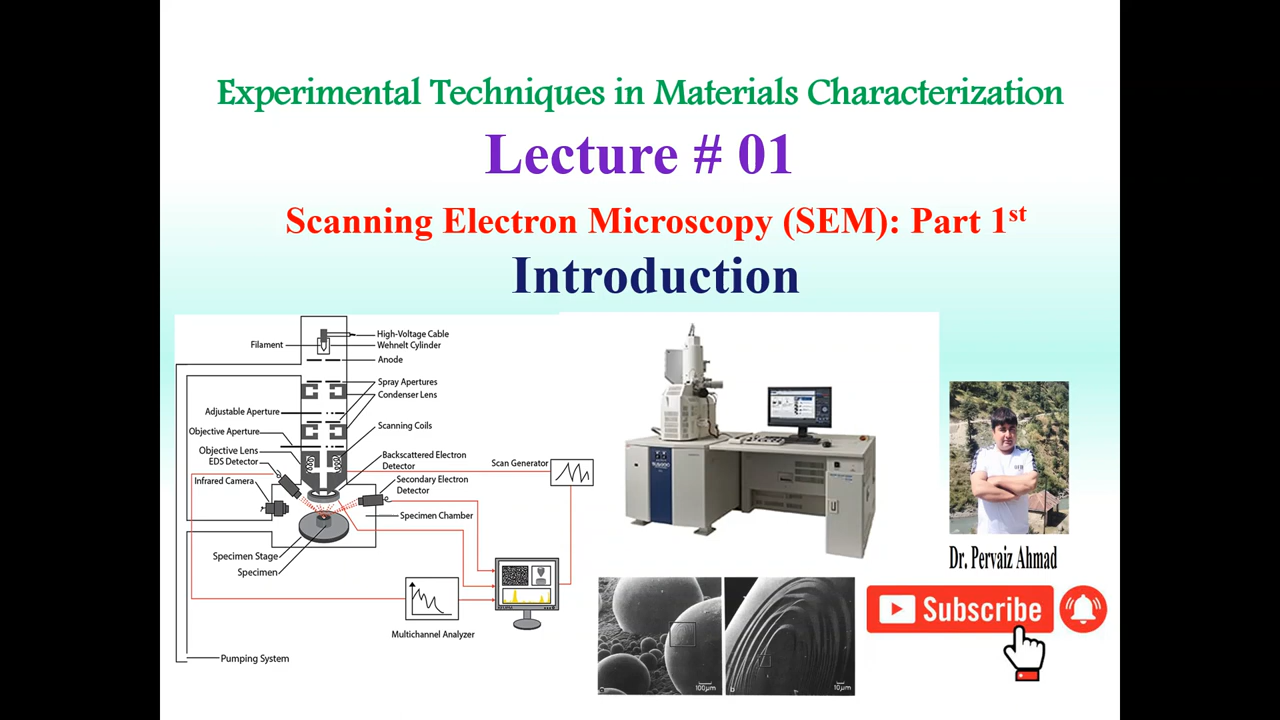 Experimental Techniques in Materials Characterization
Lecture # 01
Scanning Electron Microscopy (SEM): Part 1st
Introduction
High-Voltage Cable
Filament
Wehnelt Cylinder
Anode
Spray Apertures
Condenser Lens
Adjustable Aperture
Scanning Coils
Objective Aperture
Objective Lens
Backscattered Electron
Detector
EDS Detector
Scan Generator
Infrared Camera
Secondary Electron
Detector
Specimen Chamber
Specimen Stage
Specimen
Multichannel Analyzer
Pumping System
Dr. Pervaiz Ahmad
Subscribe
a
100µm
b
10µm